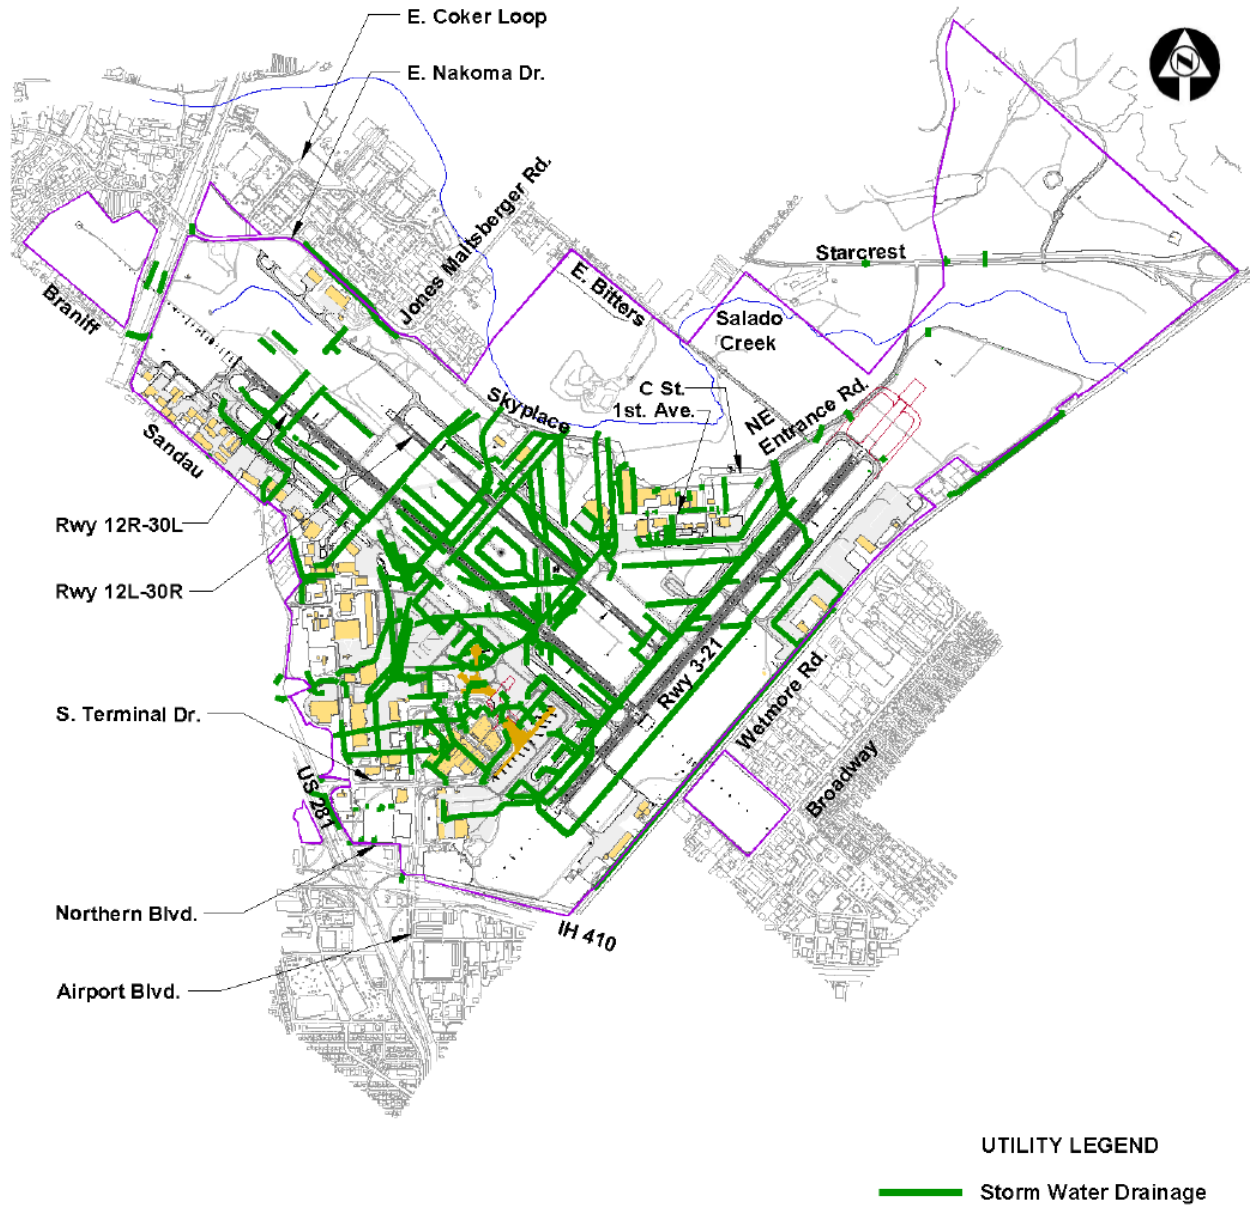 E. Coker Loop
E. Nakoma Dr.
N
Jones Maltsberger Rd.
Starcrest
E. Bitters
Braniff
Salado
Creek
C St.
1st. Ave.
Skyplace
NE
Entrance Rd.
Sandau
Rwy 12R-30L
Rwy 12L-30R
Rwy 3-21
S. Terminal Dr.
Wetmore Rd.
US 281
Broadway
Northern Blvd.
IH 410
Airport Blvd.
UTILITY LEGEND
Storm Water Drainage